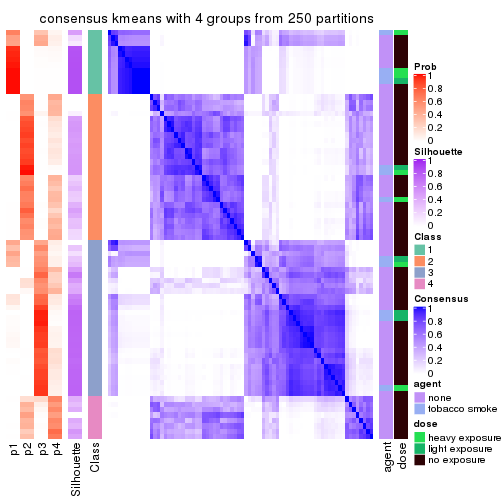 consensus kmeans with 4 groups from 250 partitions
Prob
1
0.8
0.6
0.4
0.2
0
Silhouette
1
0.8
0.6
0.4
0.2
0
Class
1
2
3
4
Consensus
1
0.8
0.6
0.4
0.2
0
agent
none
tobacco smoke
dose
heavy exposure
light exposure
no exposure
p1
p2
p3
p4
Silhouette
Class
agent
dose